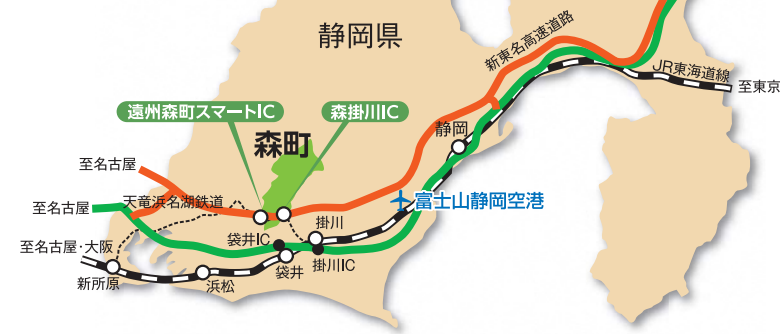 静岡県
新東名高速道路
JR東海道線
至東京
遠州森町スマートIC
森掛川IC
森町
静岡
至名古屋
天竜浜名湖鉄道
富士山静岡空港
至名古屋
掛川
袋井IC
至名古屋・大阪
掛川IC
袋井
新所原
浜松